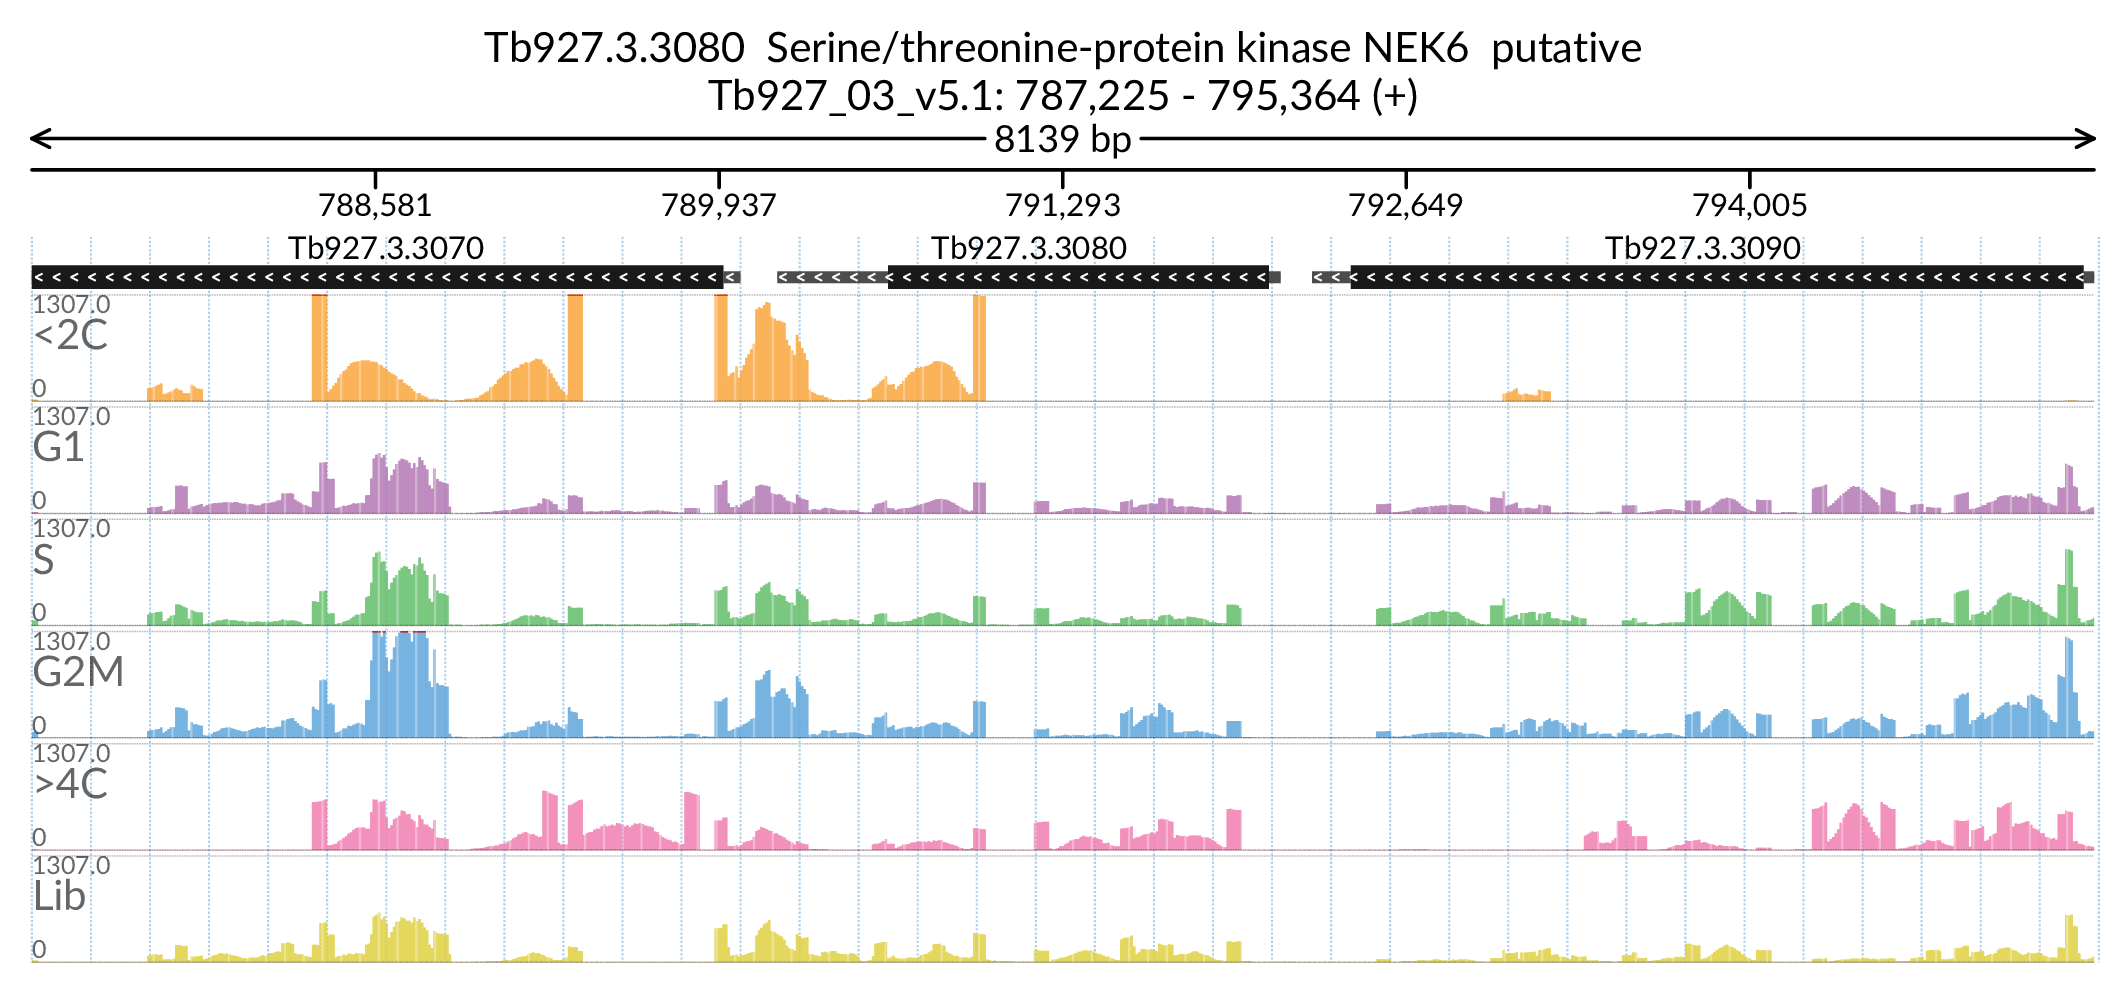 Tb927.3.3080  Serine/threonine-protein kinase NEK6  putative
Tb927_03_v5.1: 787,225 - 795,364 (+)
8139 bp
788,581 789,937 791,293 792,649 794,005
Tb927.3.3070 Tb927.3.3080 Tb927.3.3090
1307.0
<2C
0
1307.0
G1
0
1307.0
S
0
1307.0
G2M
0
1307.0
>4C
0
1307.0
Lib
0